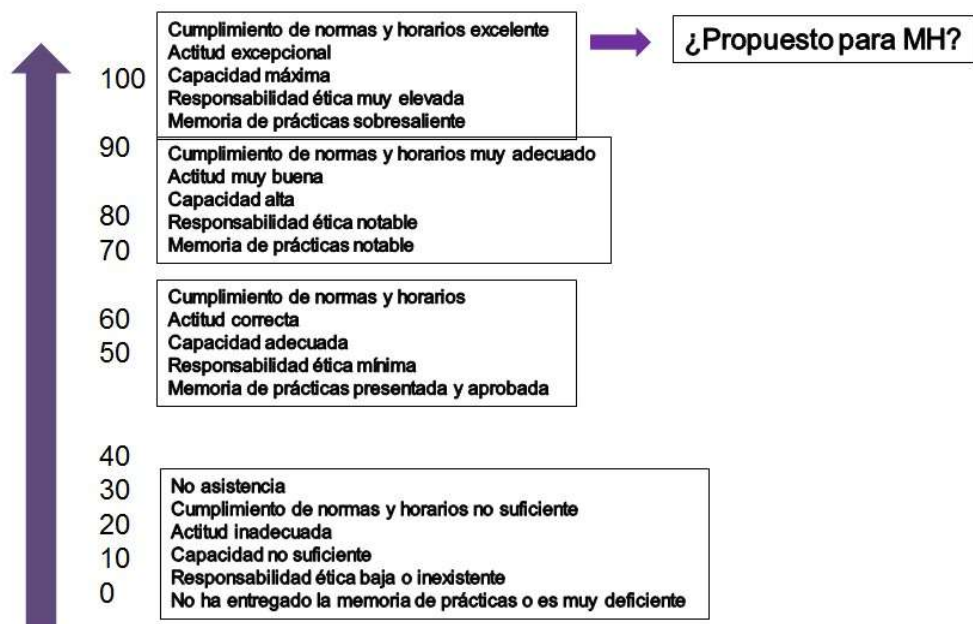 Cumplimiento de normas y horarios excelente
Actitud excepcional
Capacidad máxima
Responsabilidad ética muy elevada
Memoria de prácticas sobresaliente
¿Propuesto para MH?
100
90
Cumplimiento de normas y horarios muy adecuado
Actitud muy buena
Capacidad alta
Responsabilidad ética notable
Memoria de prácticas notable
80
70
Cumplimiento de normas y horarios
Actitud correcta
Capacidad adecuada
Responsabilidad ética mínima
Memoria de prácticas presentada y aprobada
60
50
40
30
20
10
0
No asistencia
Cumplimiento de normas y horarios no suficiente
Actitud inadecuada
Capacidad no suficiente
Responsabilidad ética baja o inexistente
No ha entregado la memoria de prácticas o es muy deficiente